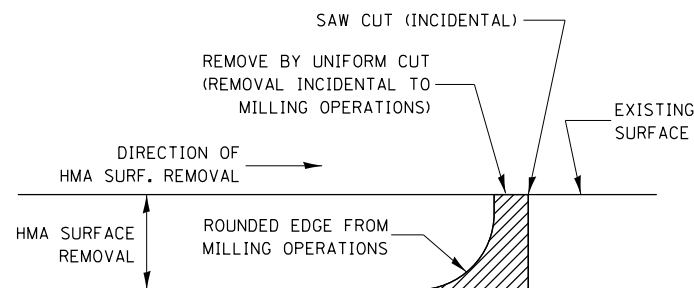 SAW CUT (INCIDENTAL)
REMOVE BY UNIFORM CUT
(REMOVAL INCIDENTAL TO
MILLING OPERATIONS)
EXISTING
SURFACE
DIRECTION OF
HMA SURF. REMOVAL
HMA SURFACE
REMOVAL
ROUNDED EDGE FROM
MILLING OPERATIONS